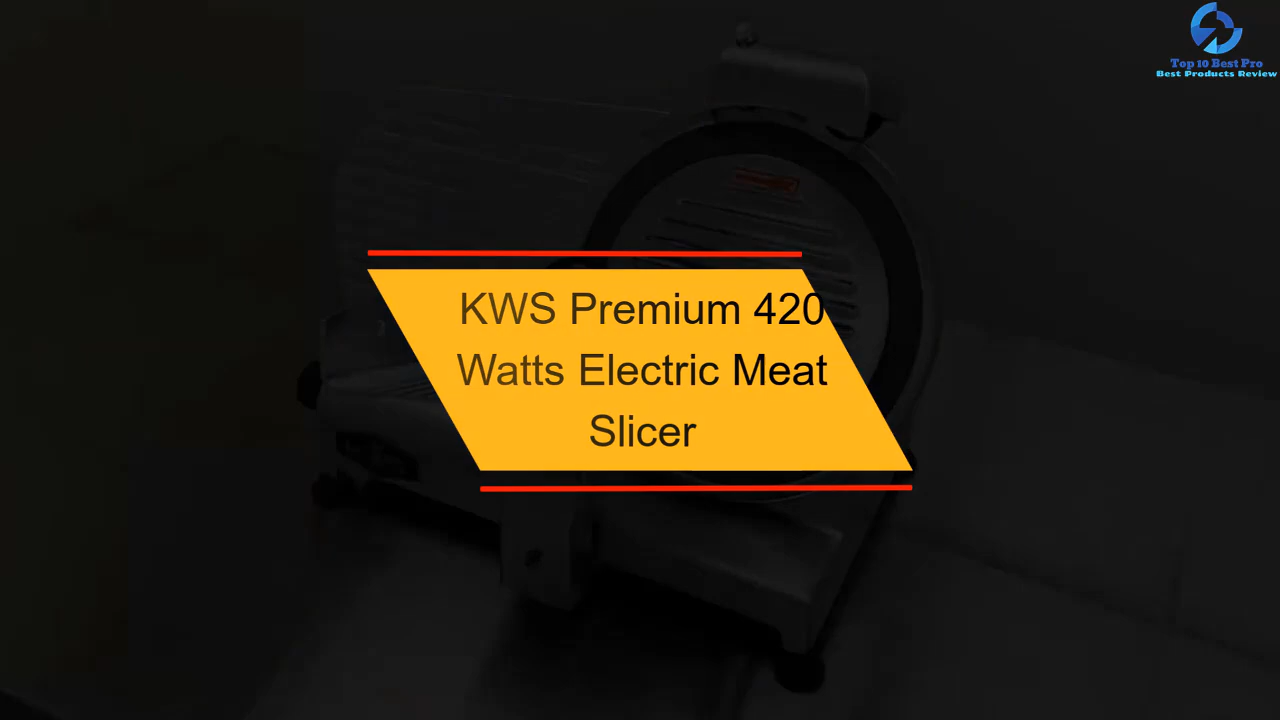 Top 10 Best Pro
Best Products Review
KWS Premium 420
Watts Electric Meat
Slicer